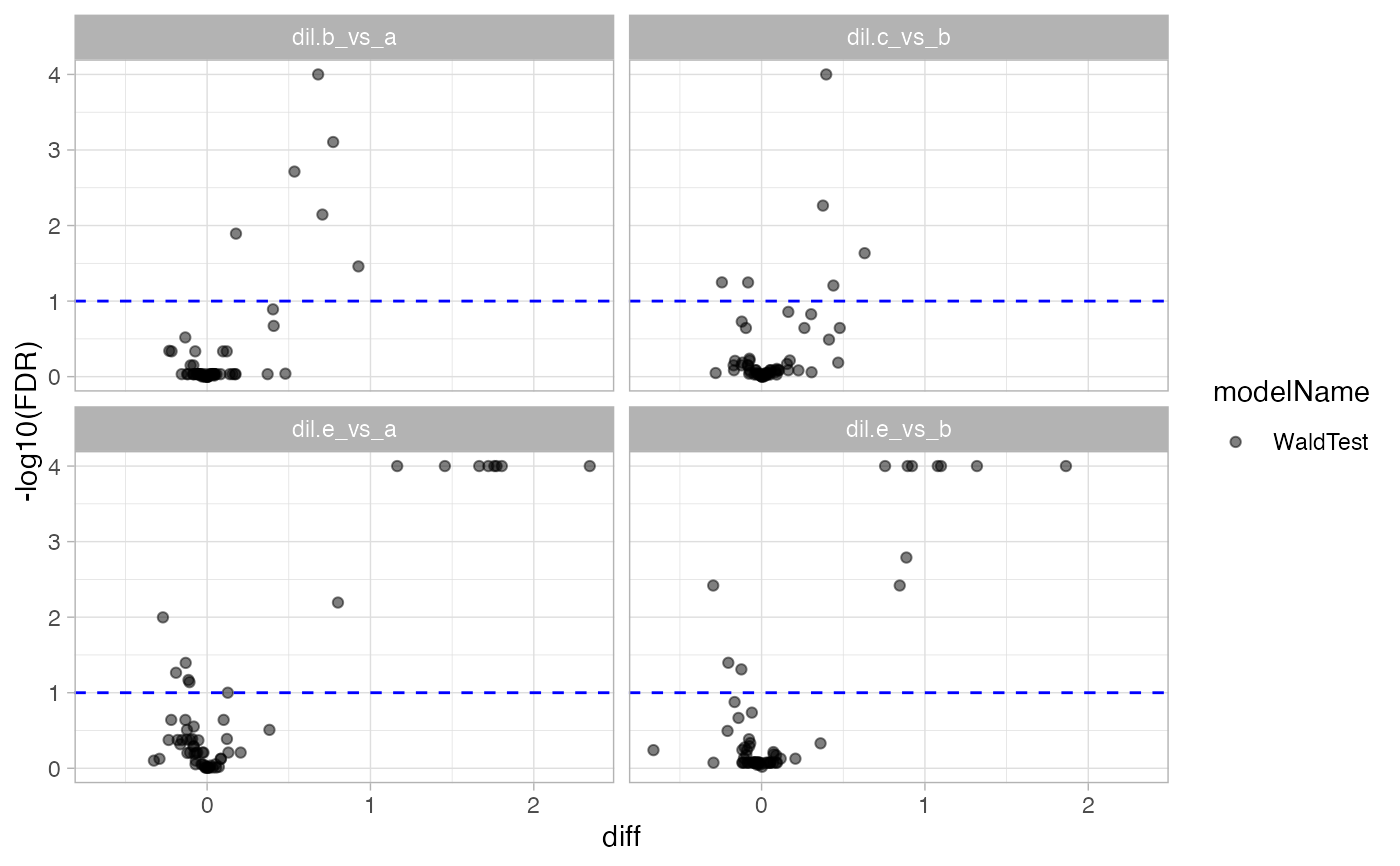 dil.b_vs_a
dil.c_vs_b
4
3
2
1
0
dil.e_vs_a
dil.e_vs_b
4
3
2
1
0
0
1
2
0
1
2
diff
-log10(FDR)
modelName
WaldTest